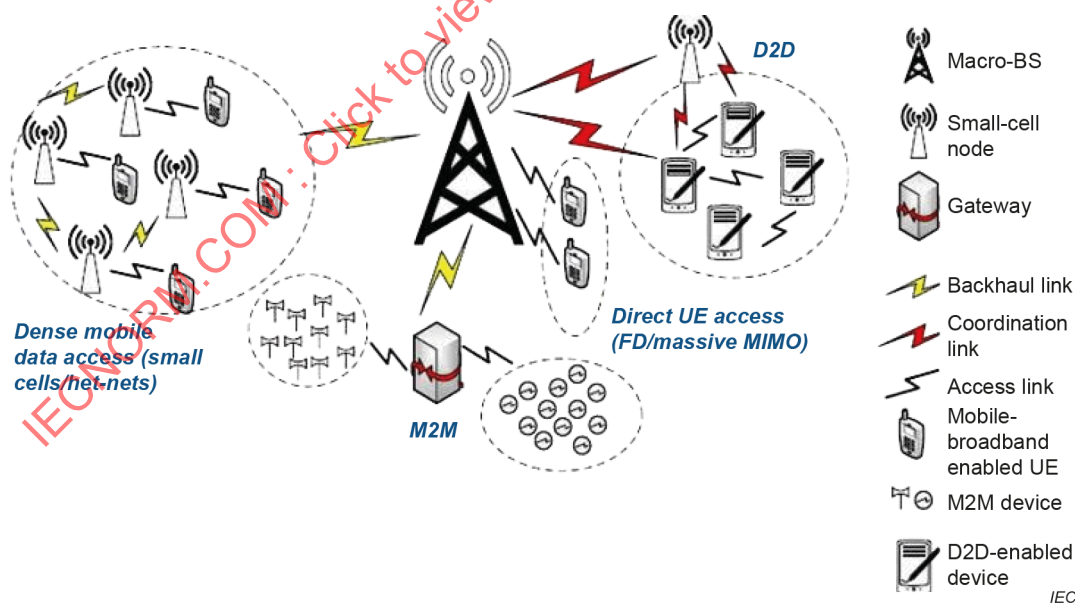 D2D
Dense mobile
data access (small
cells/het-nets)
M2M
Direct UE access
(FD/massive MIMO)
Macro-BS
Small-cell
node
Gateway
Backhaul link
Coordination
link
Access link
Mobile-
broadband
enabled UE
M2M device
D2D-enabled
device
IEC
IECNORM.COM : Click to view